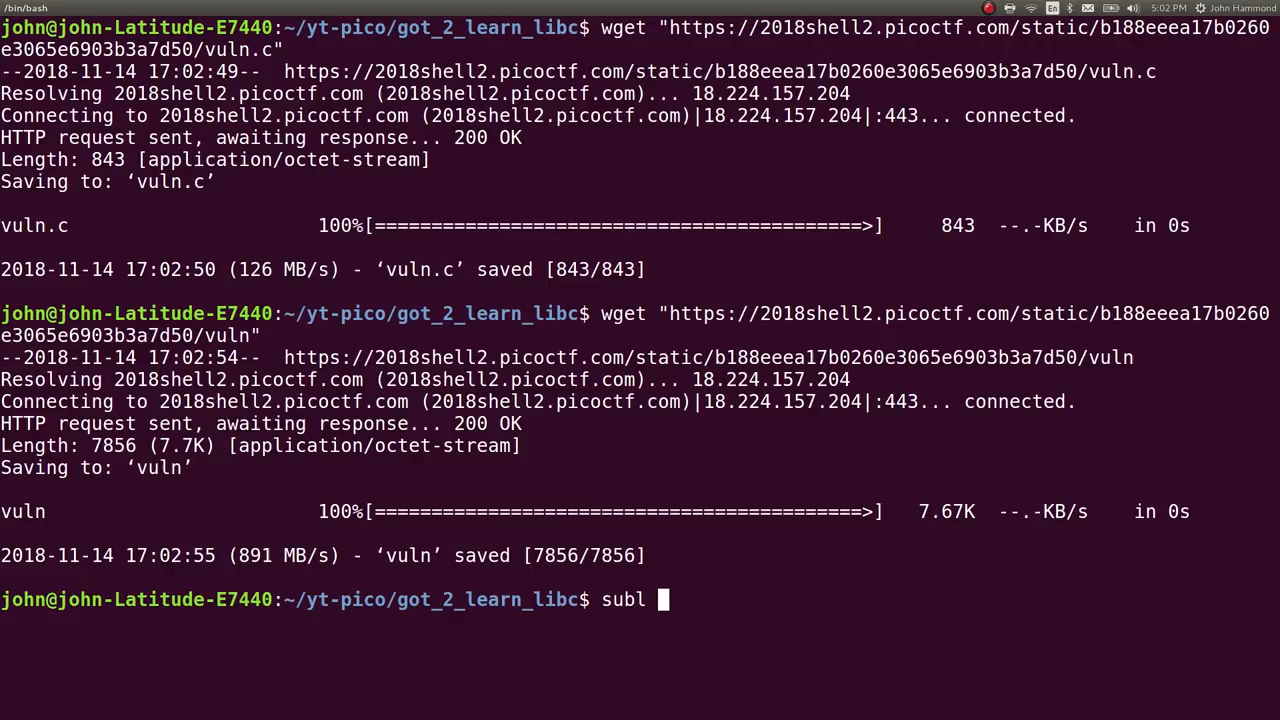 /bin/bash
En
5:02 PM
John Hammond
john@john-Latitude-E7440:~/yt-pico/got_2_learn_libc$ wget "https://2018shell2.picoctf.com/static/b188eeea17b0260
e3065e6903b3a7d50/vuln.c"
--2018-11-14 17:02:49--  https://2018shell2.picoctf.com/static/b188eeea17b0260e3065e6903b3a7d50/vuln.c
Resolving 2018shell2.picoctf.com (2018shell2.picoctf.com)... 18.224.157.204
Connecting to 2018shell2.picoctf.com (2018shell2.picoctf.com)|18.224.157.204|:443... connected.
HTTP request sent, awaiting response... 200 OK
Length: 843 [application/octet-stream]
Saving to: ‘vuln.c’
vuln.c                      100%[===========================================>]     843  --.-KB/s    in 0s
2018-11-14 17:02:50 (126 MB/s) - ‘vuln.c’ saved [843/843]
john@john-Latitude-E7440:~/yt-pico/got_2_learn_libc$ wget "https://2018shell2.picoctf.com/static/b188eeea17b0260
e3065e6903b3a7d50/vuln"
--2018-11-14 17:02:54--  https://2018shell2.picoctf.com/static/b188eeea17b0260e3065e6903b3a7d50/vuln
Resolving 2018shell2.picoctf.com (2018shell2.picoctf.com)... 18.224.157.204
Connecting to 2018shell2.picoctf.com (2018shell2.picoctf.com)|18.224.157.204|:443... connected.
HTTP request sent, awaiting response... 200 OK
Length: 7856 (7.7K) [application/octet-stream]
Saving to: ‘vuln’
vuln                        100%[===========================================>]   7.67K  --.-KB/s    in 0s
2018-11-14 17:02:55 (891 MB/s) - ‘vuln’ saved [7856/7856]
john@john-Latitude-E7440:~/yt-pico/got_2_learn_libc$ subl